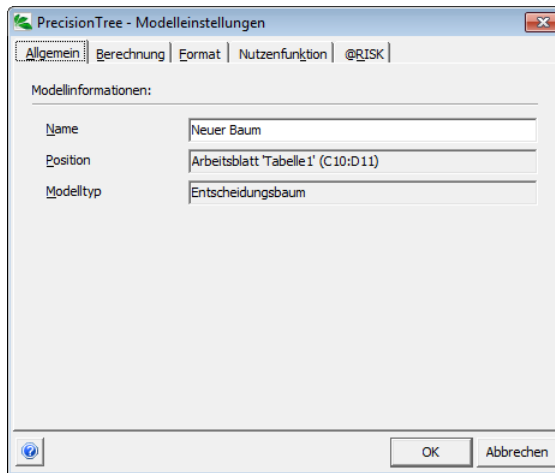 PrecisionTree - Modelleinstellungen
Allgemein Berechnung Format Nutzenfunktion @RISK
Modellinformationen:
Name Neuer Baum
Position Arbeitsblatt 'Tabelle1' (C10:D11)
Modelltyp Entscheidungsbaum
OK Abbrechen